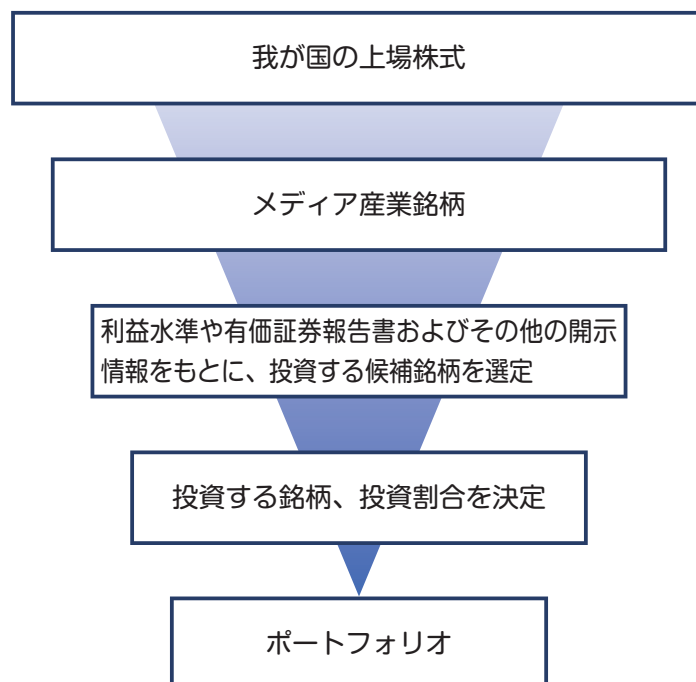 我が国の上場株式
メディア産業銘柄
利益水準や有価証券報告書およびその他の開示
情報をもとに、投資する候補銘柄を選定
投資する銘柄、投資割合を決定
ポートフォリオ